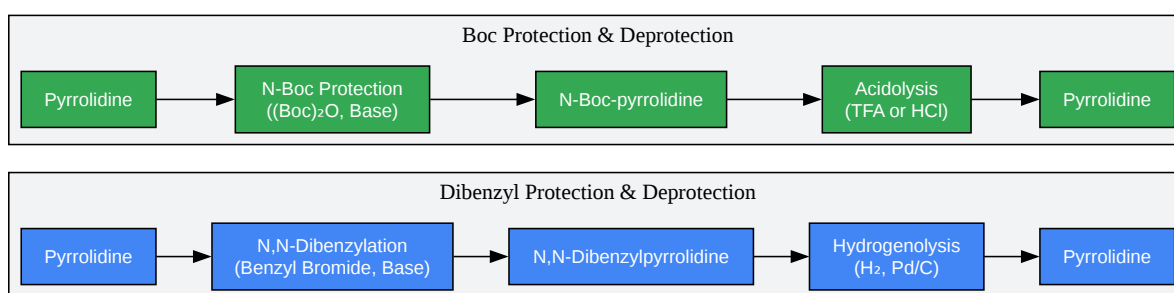 Boc Protection & Deprotection
Pyrrolidine
N-Boc Protection
((Boc)₂O, Base)
N-Boc-pyrrolidine
Acidolysis
(TFA or HCl)
Pyrrolidine
Dibenzyl Protection & Deprotection
Pyrrolidine
N,N-Dibenzylation
(Benzyl Bromide, Base)
N,N-Dibenzylpyrrolidine
Hydrogenolysis
(H₂, Pd/C)
Pyrrolidine